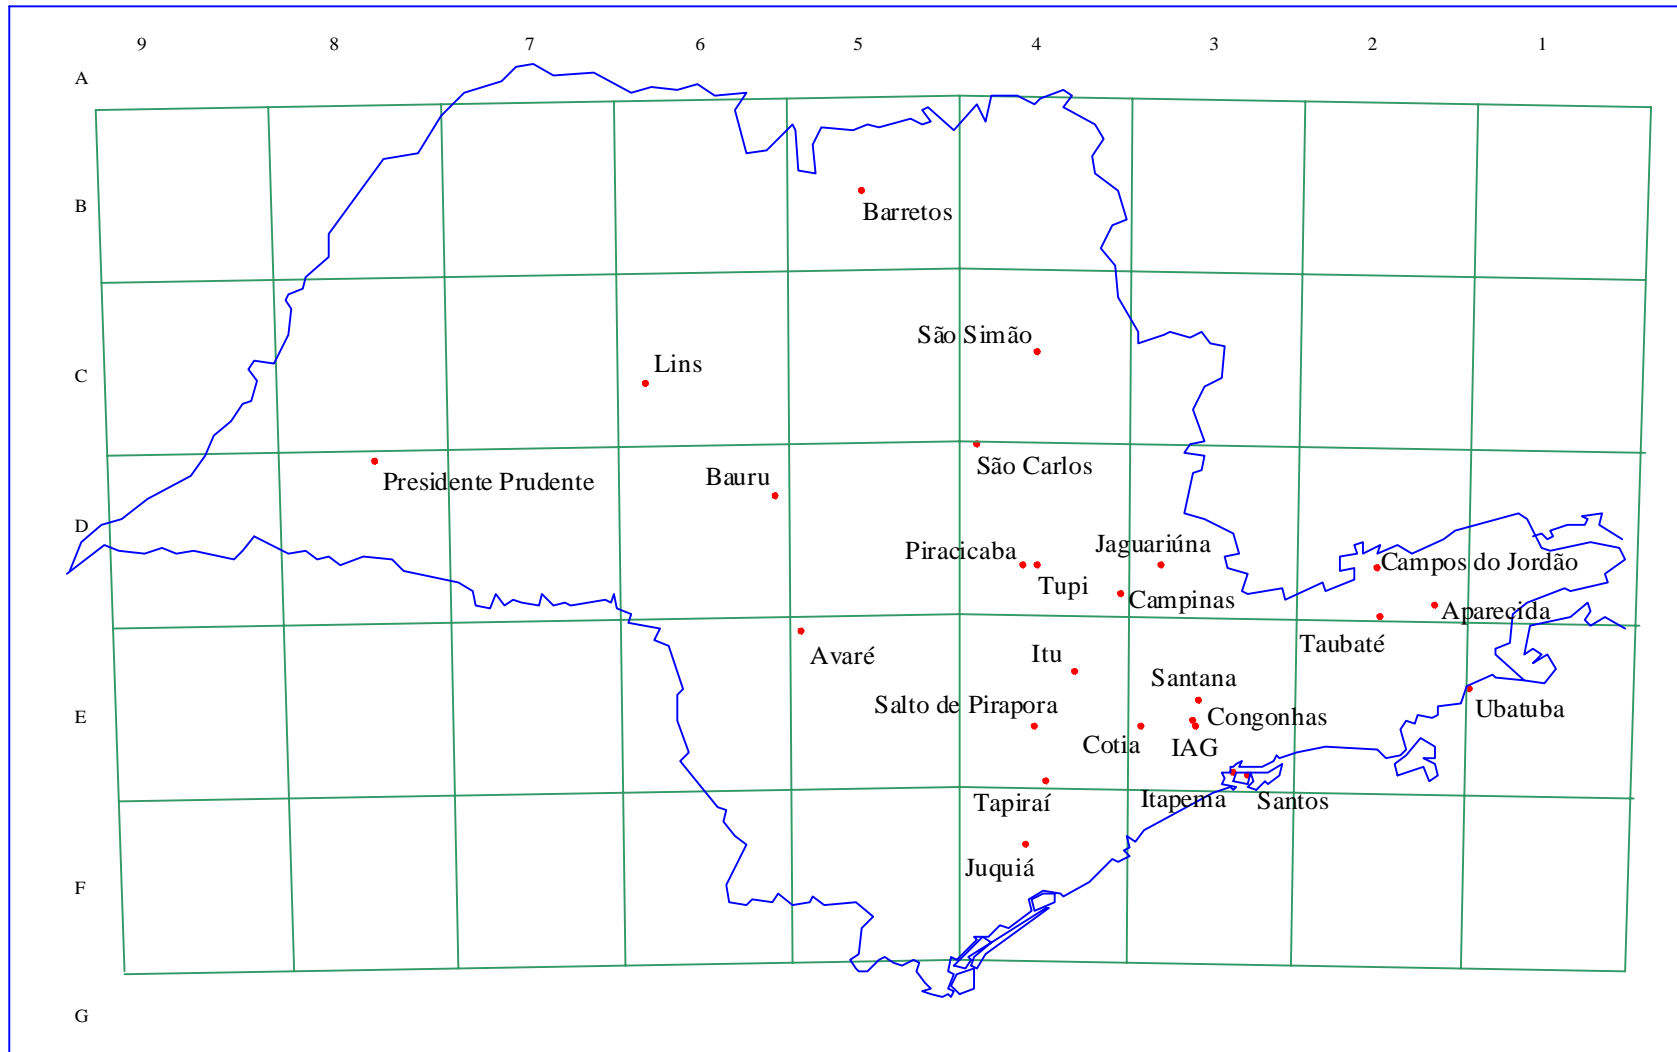 9 8 7 6 5 4 3 2 1
A
B
Barretos
São Simão
Lins
C
São Carlos
Bauru
Presidente Prudente
D
Jaguariúna
Piracicaba
Campos do Jordão
Tupi
Campinas
Aparecida
Taubaté
Itu
Avaré
Santana
Salto de Pirapora
Ubatuba
E
Congonhas
Cotia
IAG
Itapema
Santos
Tapiraí
Juquiá
F
G